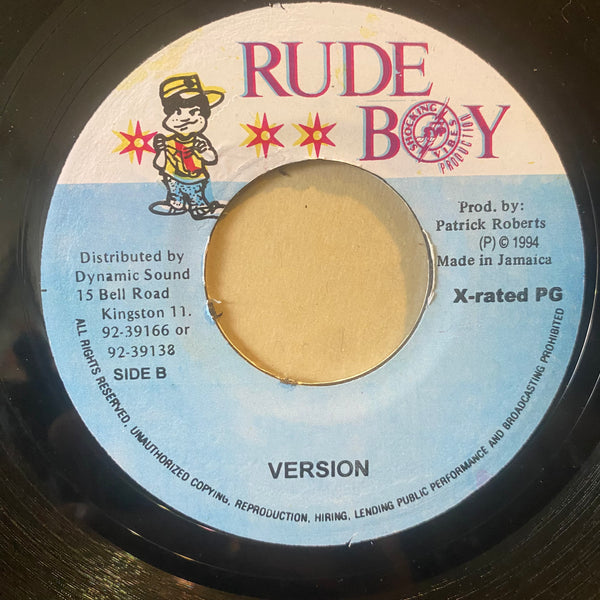 RUDE
BOY
SHOCKING
VIBES
PRODUCTION
Prod. by:
Patrick Roberts
(P) © 1994
Made in Jamaica
X-rated PG
Distributed by
Dynamic Sound
15 Bell Road
Kingston 11.
92-39166 or
92-39138
SIDE B
VERSION
ALL RIGHTS RESERVED, UNAUTHORIZED COPYING, REPRODUCTION, HIRING, LENDING PUBLIC PERFORMANCE AND BROADCASTING PROHIBITED